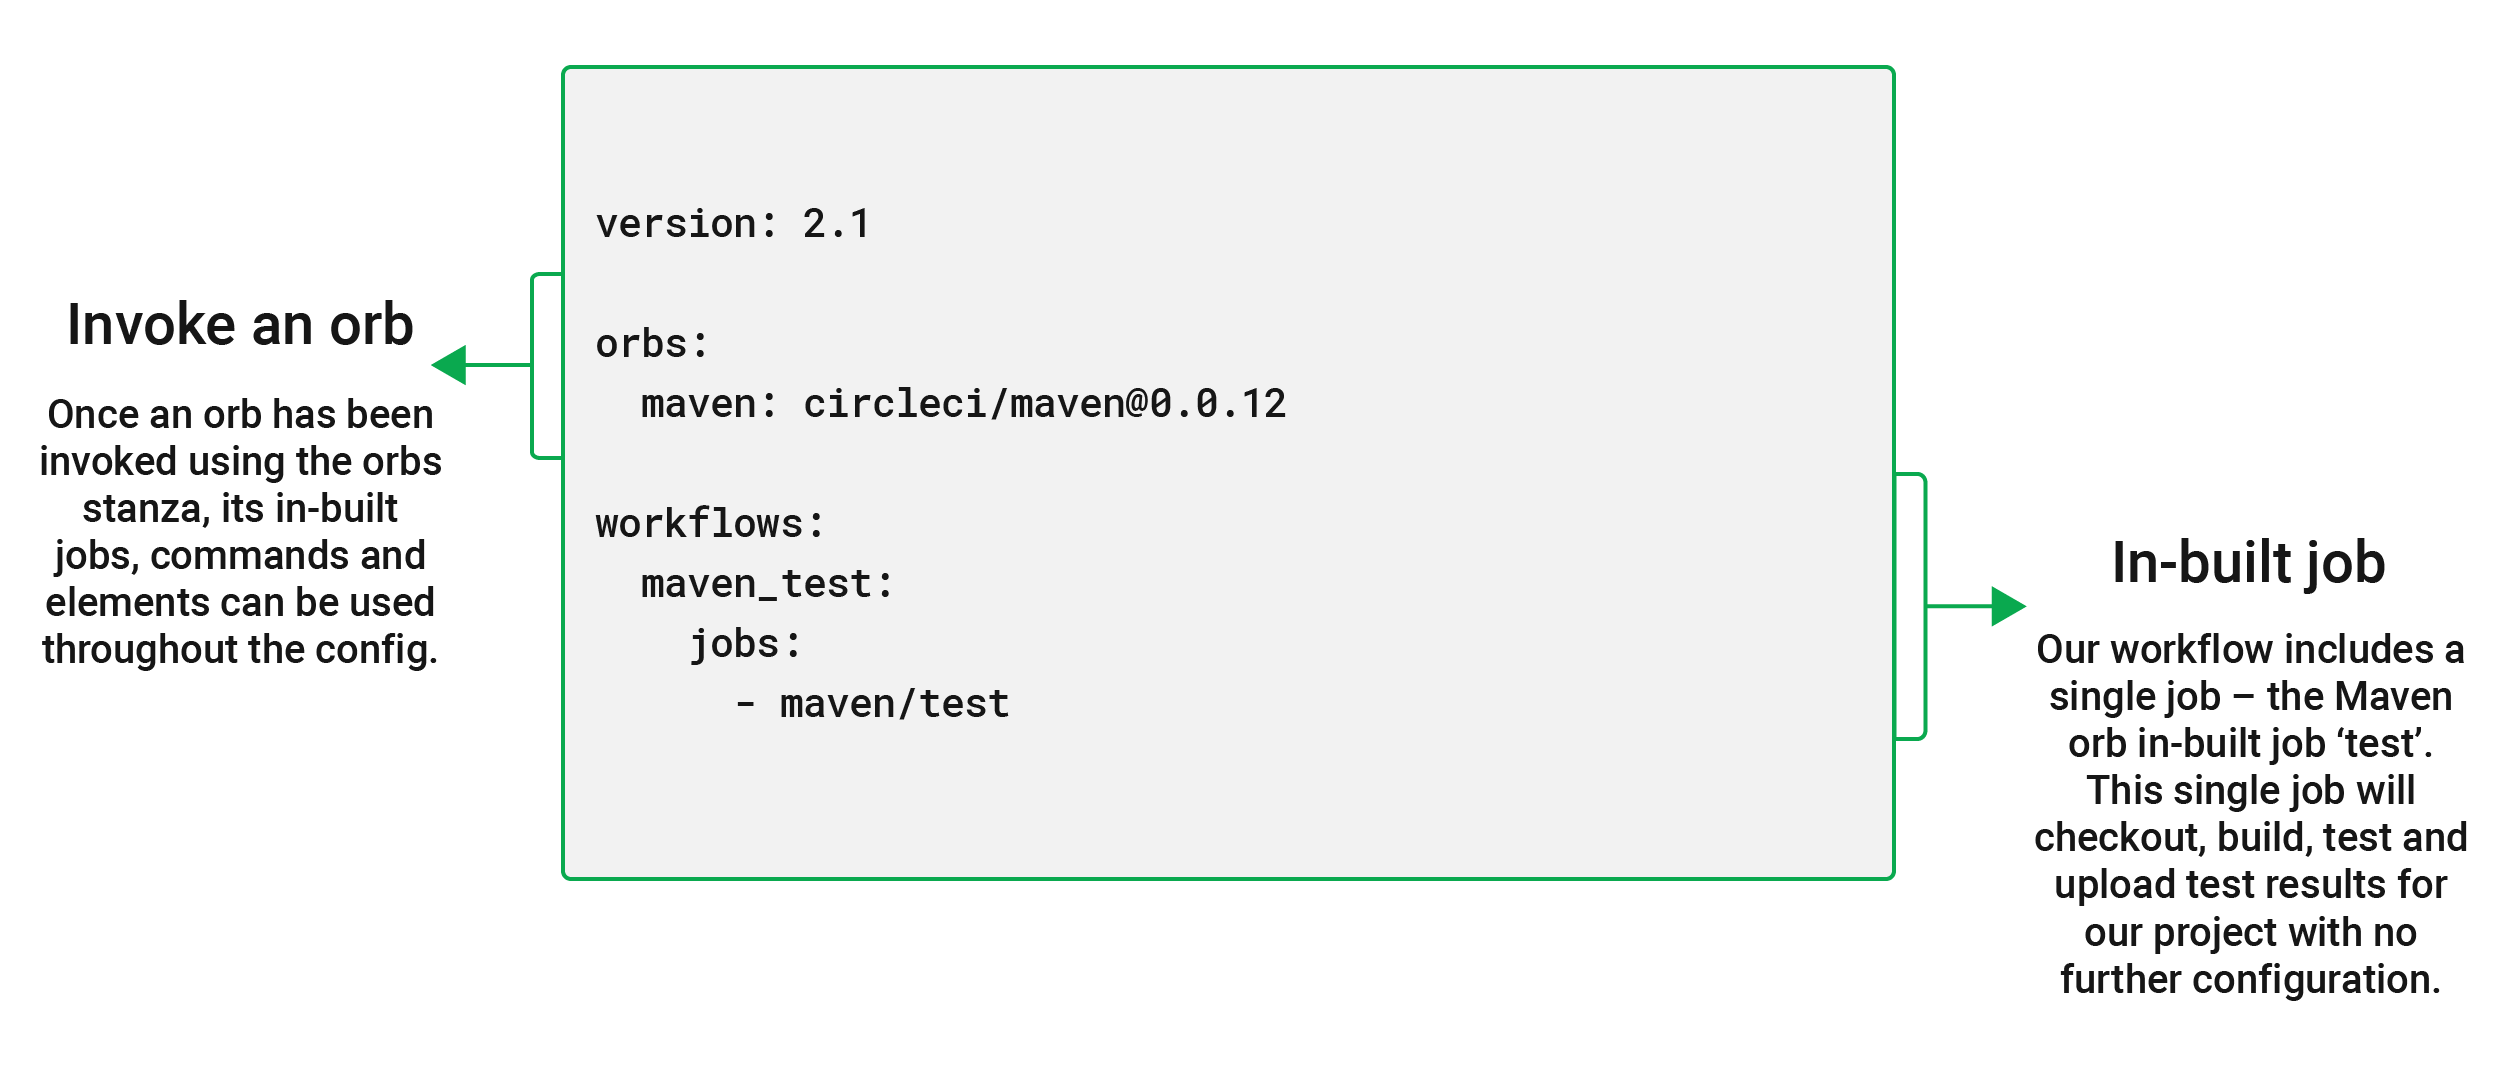 Invoke an orb
Once an orb has been
invoked using the orbs
stanza, its in-built
jobs, commands and
elements can be used
throughout the config.
version: 2.1
orbs:
  maven: circleci/maven@0.0.12
workflows:
  maven_test:
    jobs:
      - maven/test
In-built job
Our workflow includes a
single job – the Maven
orb in-built job ‘test’.
This single job will
checkout, build, test and
upload test results for
our project with no
further configuration.